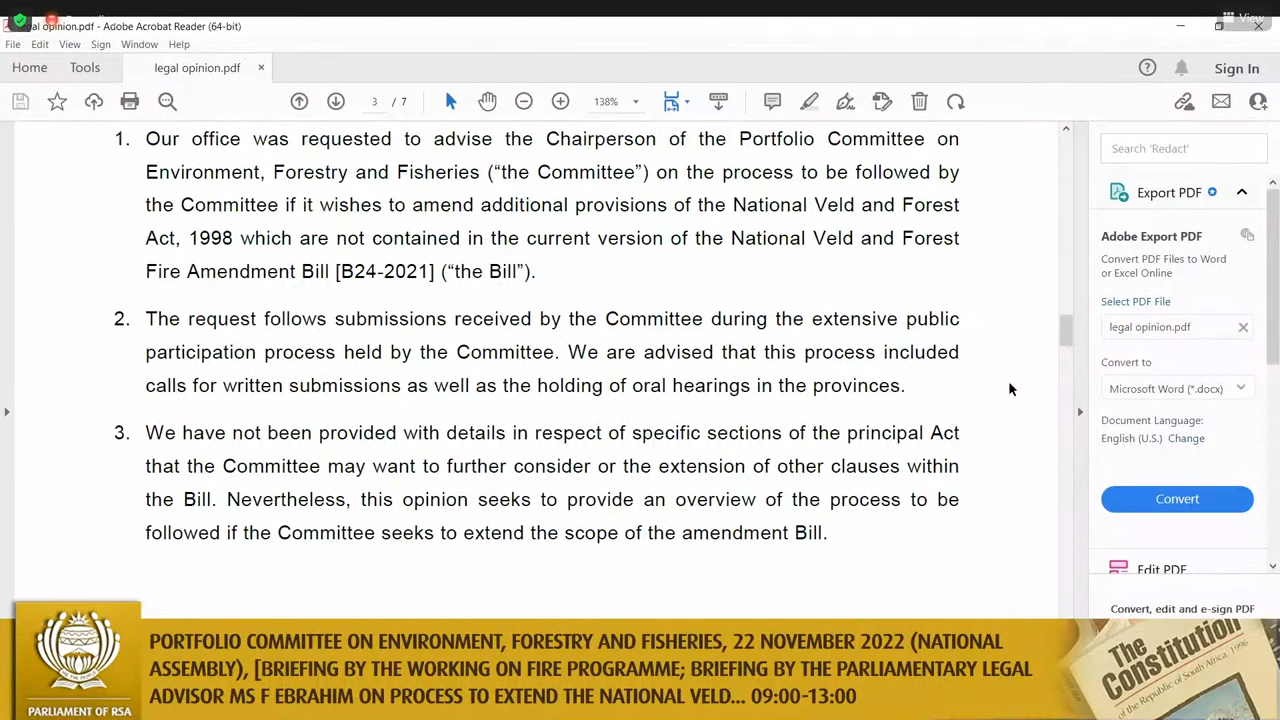 legal opinion.pdf - Adobe Acrobat Reader (64-bit)
View
File Edit View Sign Window Help
Home Tools legal opinion.pdf × Sign In
3 / 7 138%
1. Our office was requested to advise the Chairperson of the Portfolio Committee on
Environment, Forestry and Fisheries (“the Committee”) on the process to be followed by
the Committee if it wishes to amend additional provisions of the National Veld and Forest
Act, 1998 which are not contained in the current version of the National Veld and Forest
Fire Amendment Bill [B24-2021] (“the Bill”).
2. The request follows submissions received by the Committee during the extensive public
participation process held by the Committee. We are advised that this process included
calls for written submissions as well as the holding of oral hearings in the provinces.
3. We have not been provided with details in respect of specific sections of the principal Act
that the Committee may want to further consider or the extension of other clauses within
the Bill. Nevertheless, this opinion seeks to provide an overview of the process to be
followed if the Committee seeks to extend the scope of the amendment Bill.
Search 'Redact'
Export PDF
Adobe Export PDF
Convert PDF Files to Word
or Excel Online
Select PDF File
legal opinion.pdf
Convert to
Microsoft Word (*.docx)
Document Language:
English (U.S.) Change
Convert
Edit PDF
Convert, edit and e-sign PDF
PORTFOLIO COMMITTEE ON ENVIRONMENT, FORESTRY AND FISHERIES, 22 NOVEMBER 2022 (NATIONAL
ASSEMBLY), [BRIEFING BY THE WORKING ON FIRE PROGRAMME; BRIEFING BY THE PARLIAMENTARY LEGAL
ADVISOR MS F EBRAHIM ON PROCESS TO EXTEND THE NATIONAL VELD... 09:00-13:00
PARLIAMENT OF RSA
The
Constitution
of the Republic of South Africa, 1996